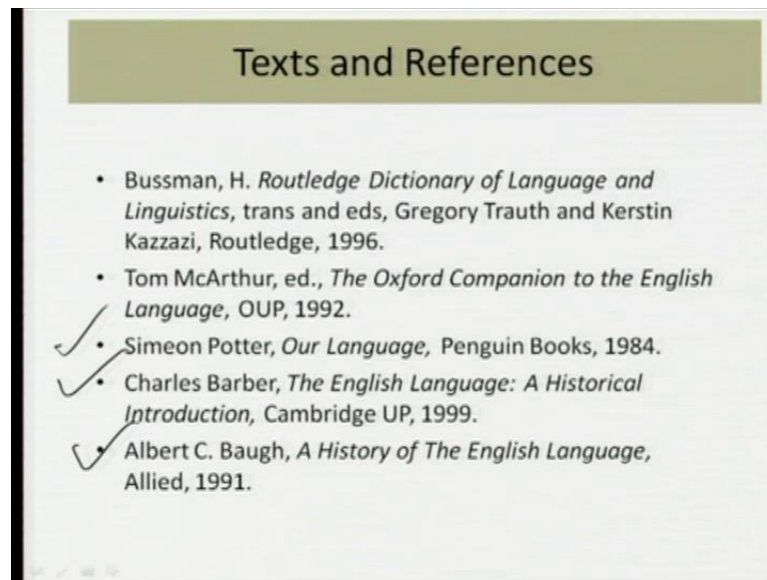 Texts and References
• Bussman, H. Routledge Dictionary of Language and
Linguistics, trans and eds, Gregory Trauth and Kerstin
Kazzazi, Routledge, 1996.
• Tom McArthur, ed., The Oxford Companion to the English
Language, OUP, 1992.
• Simeon Potter, Our Language, Penguin Books, 1984.
• Charles Barber, The English Language: A Historical
Introduction, Cambridge UP, 1999.
• Albert C. Baugh, A History of The English Language,
Allied, 1991.